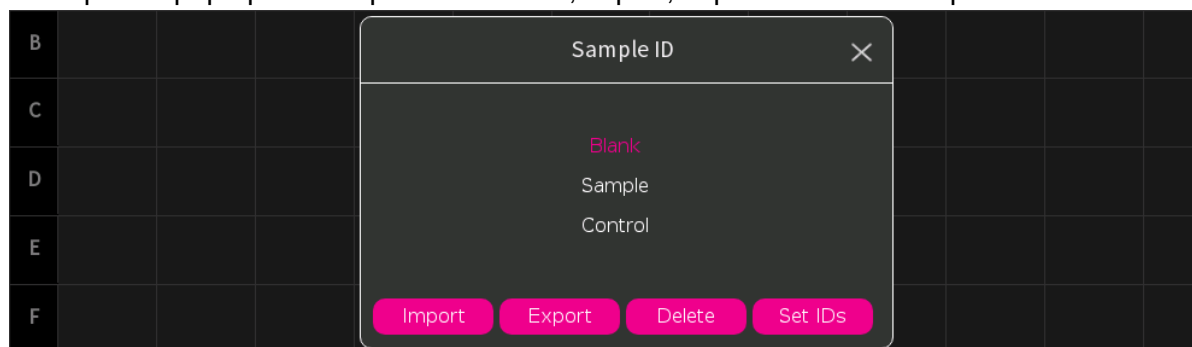 B
Sample ID
C
Blank
D
Sample
Control
E
Import Export Delete Set IDs
F